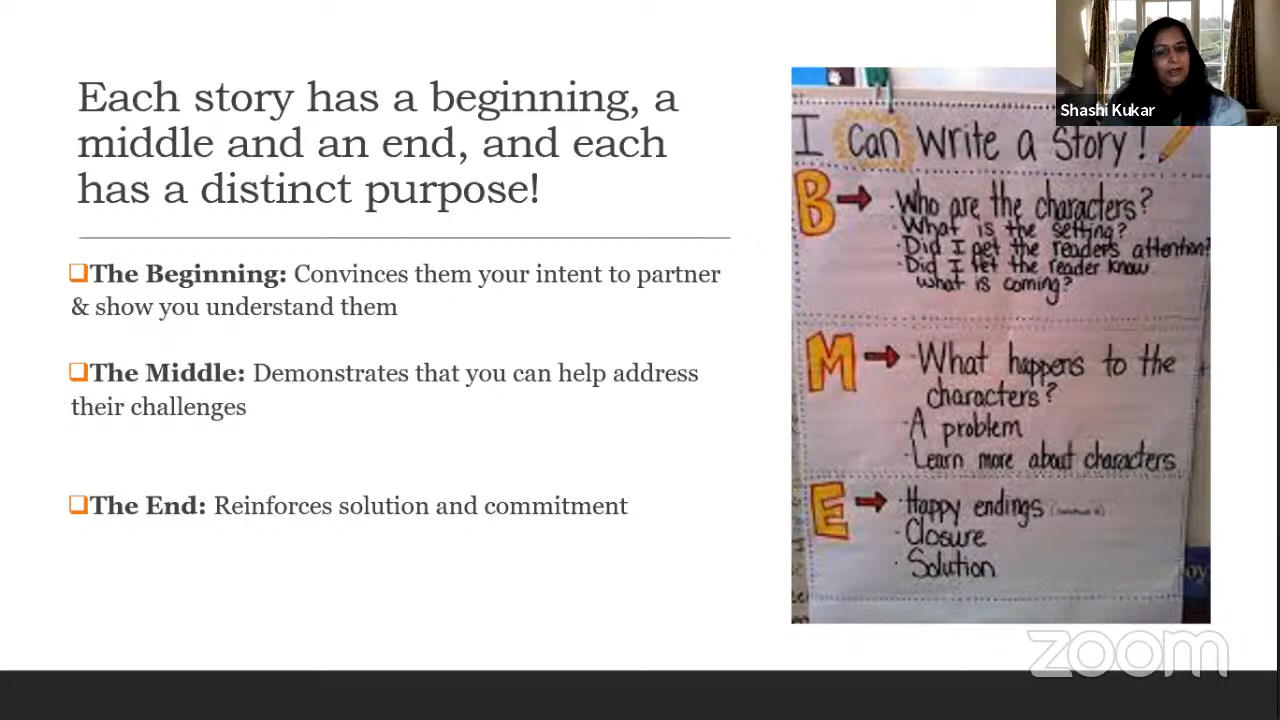 Each story has a beginning, a
middle and an end, and each
has a distinct purpose!
The Beginning: Convinces them your intent to partner
& show you understand them
The Middle: Demonstrates that you can help address
their challenges
The End: Reinforces solution and commitment
Shashi Kukar
I Can Write a Story!
B
· Who are the characters?
· What is the setting?
· Did I get the readers attention?
· Did I let the reader know
what is coming?
M
· What happens to the
characters?
· A problem
· Learn more about characters
E
· Happy endings
· Closure
· Solution
zoom